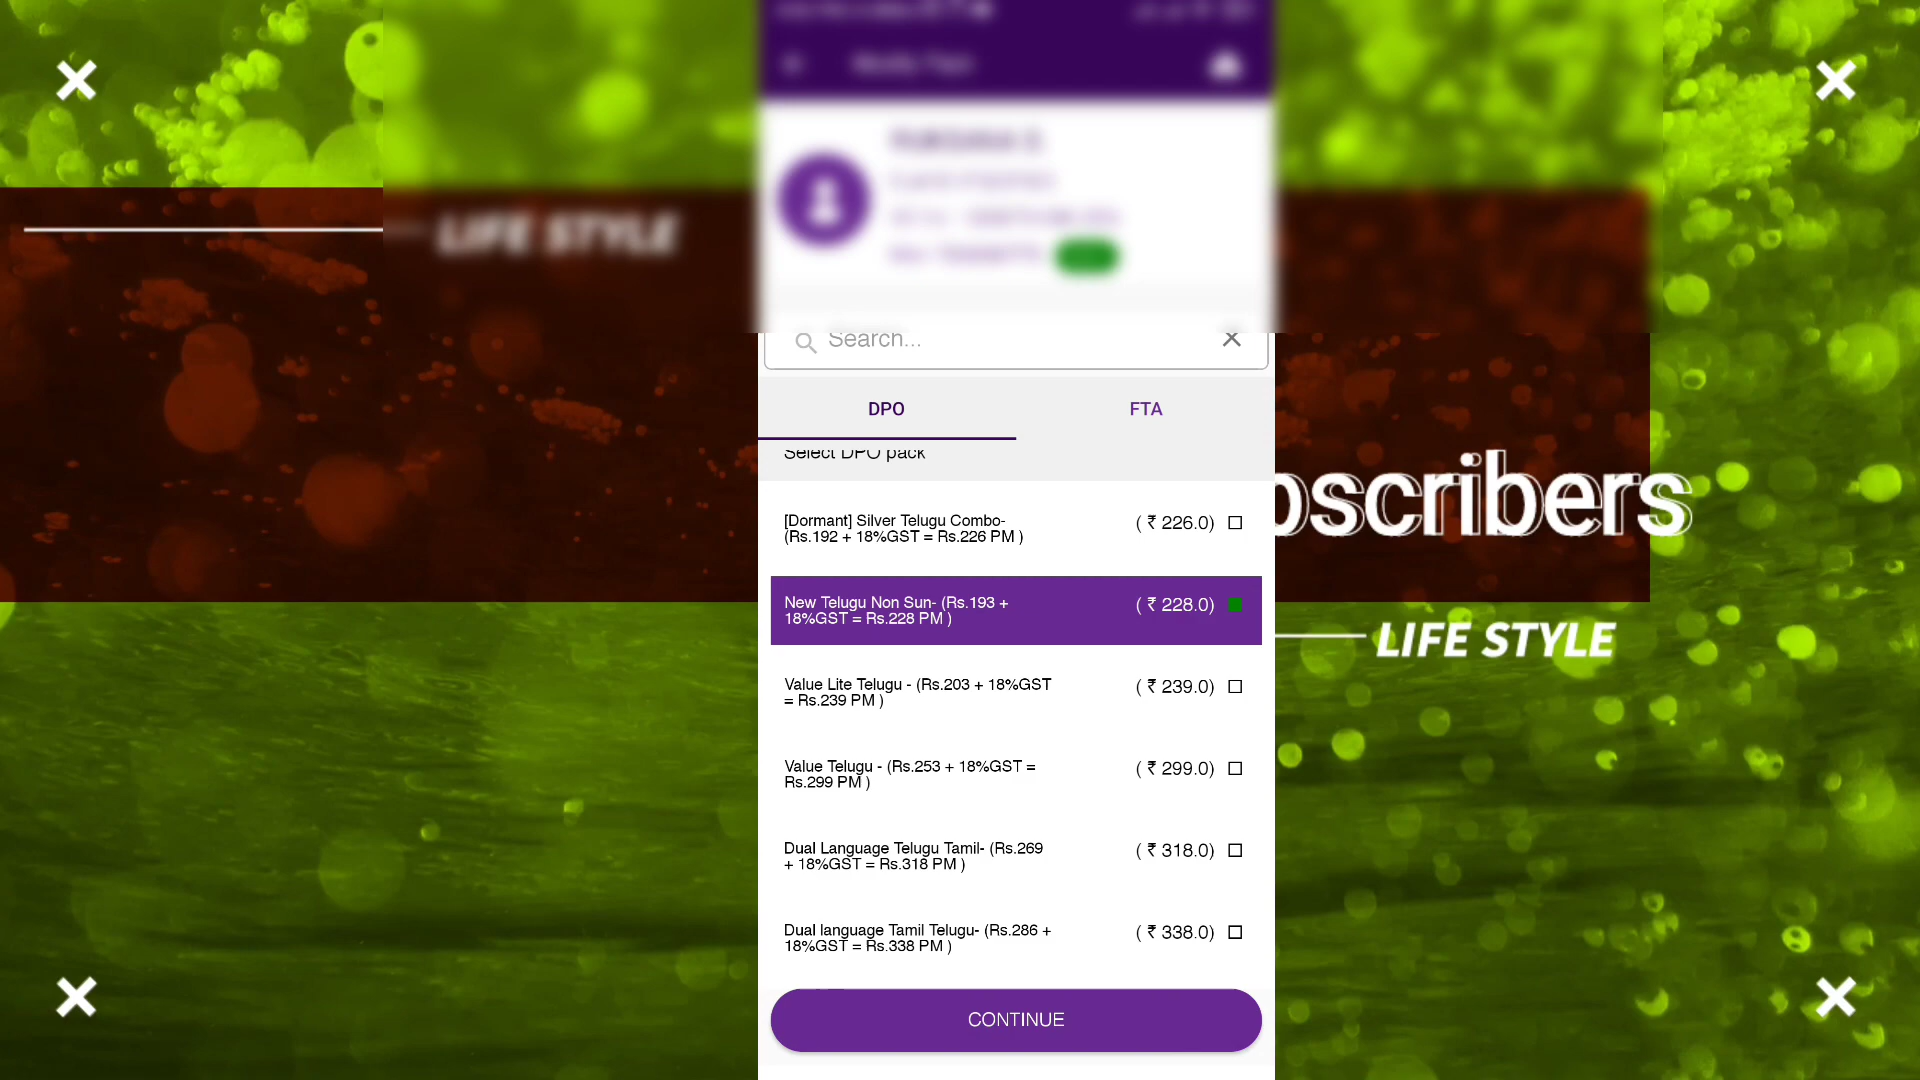 LIFE STYLE
Search...
DPO
FTA
Select DPO pack
[Dormant] Silver Telugu Combo-
(Rs.192 + 18%GST = Rs.226 PM )
( ₹ 226.0)
New Telugu Non Sun- (Rs.193 +
18%GST = Rs.228 PM )
( ₹ 228.0)
Value Lite Telugu - (Rs.203 + 18%GST
= Rs.239 PM )
( ₹ 239.0)
Value Telugu - (Rs.253 + 18%GST =
Rs.299 PM )
( ₹ 299.0)
Dual Language Telugu Tamil- (Rs.269
+ 18%GST = Rs.318 PM )
( ₹ 318.0)
Dual language Tamil Telugu- (Rs.286 +
18%GST = Rs.338 PM )
( ₹ 338.0)
CONTINUE
scribers
LIFE STYLE